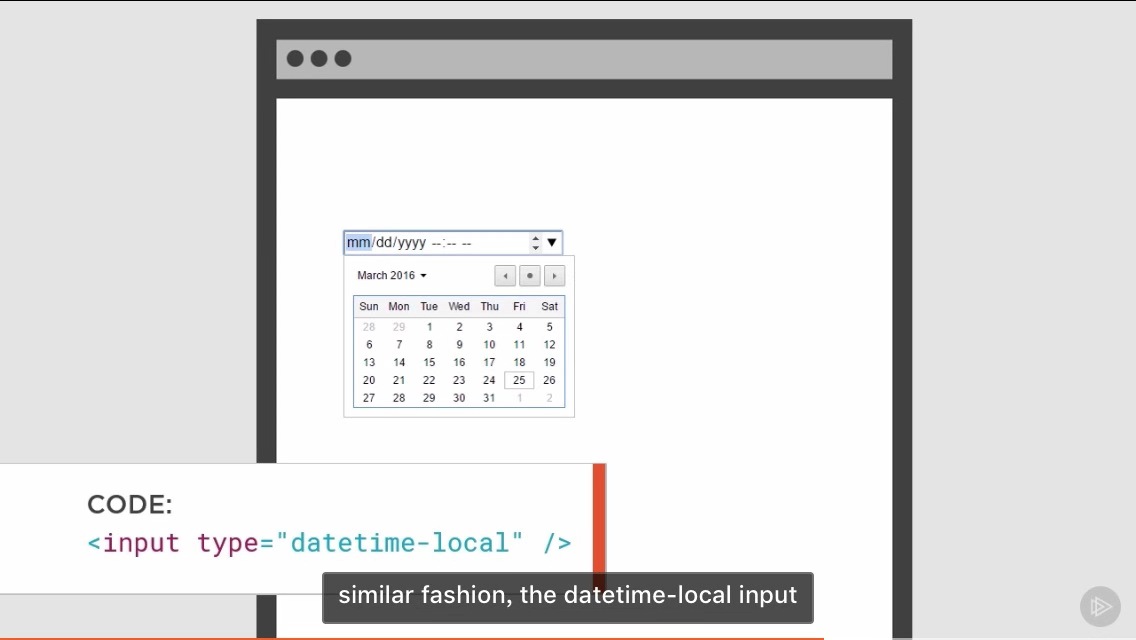 mm/dd/yyyy --:-- --
March 2016
Sun Mon Tue Wed Thu Fri Sat
28 29 1 2 3 4 5
6 7 8 9 10 11 12
13 14 15 16 17 18 19
20 21 22 23 24 25 26
27 28 29 30 31 1 2
CODE:
<input type="datetime-local" />
similar fashion, the datetime-local input